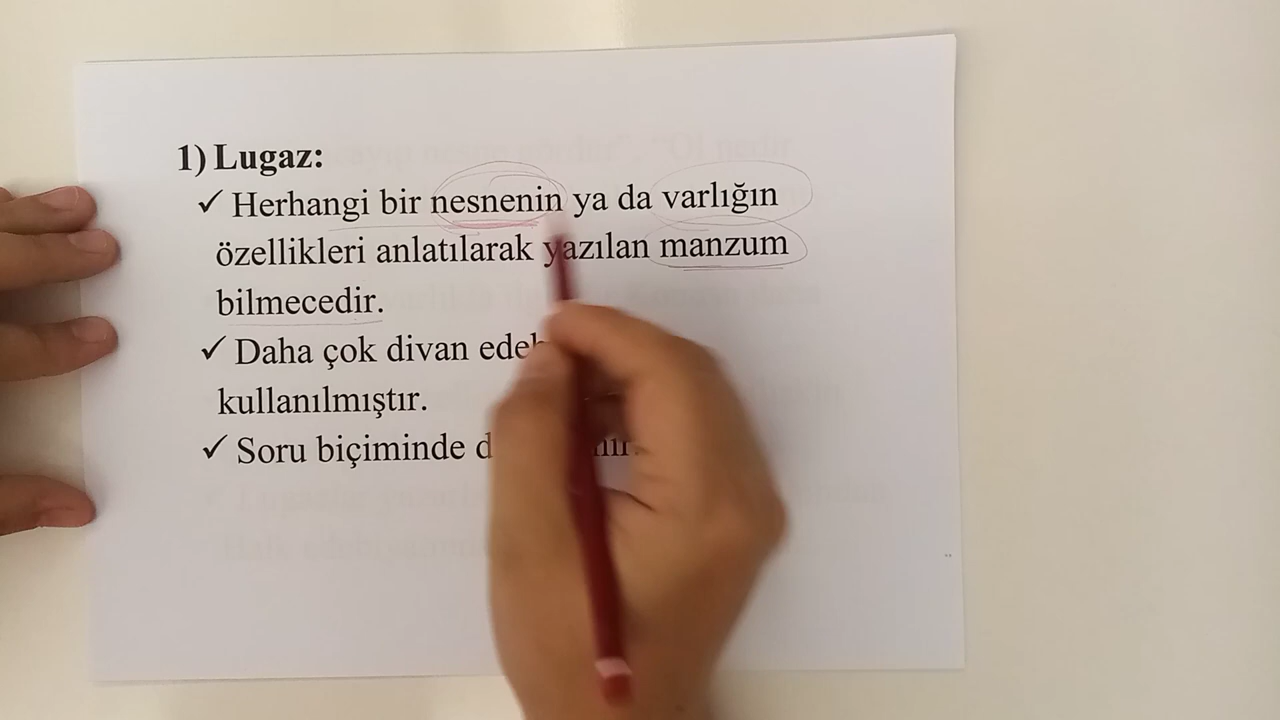 1) Lugaz:
✓ Herhangi bir nesnenin ya da varlığın
özellikleri anlatılarak yazılan manzum
bilmecedir.
✓ Daha çok divan
kullanılmıştır.
✓ Soru biçiminde